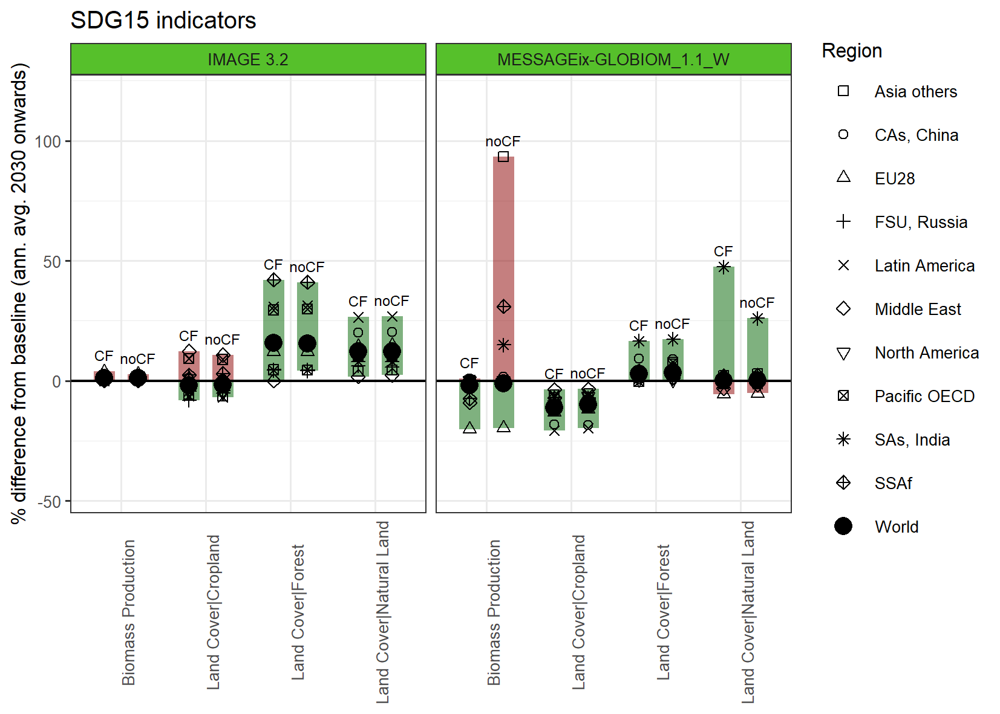 SDG15 indicators
IMAGE 3.2
MESSAGEix-GLOBIOM_1.1_W
% difference from baseline (ann. avg. 2030 onwards)
100
50
0
-50
CF
noCF
CF
noCF
CF
noCF
CF
noCF
CF
noCF
CF
noCF
CF
noCF
CF
noCF
Biomass Production
Land Cover|Cropland
Land Cover|Forest
Land Cover|Natural Land
Biomass Production
Land Cover|Cropland
Land Cover|Forest
Land Cover|Natural Land
Region
Asia others
CAs, China
EU28
FSU, Russia
Latin America
Middle East
North America
Pacific OECD
SAs, India
SSAf
World